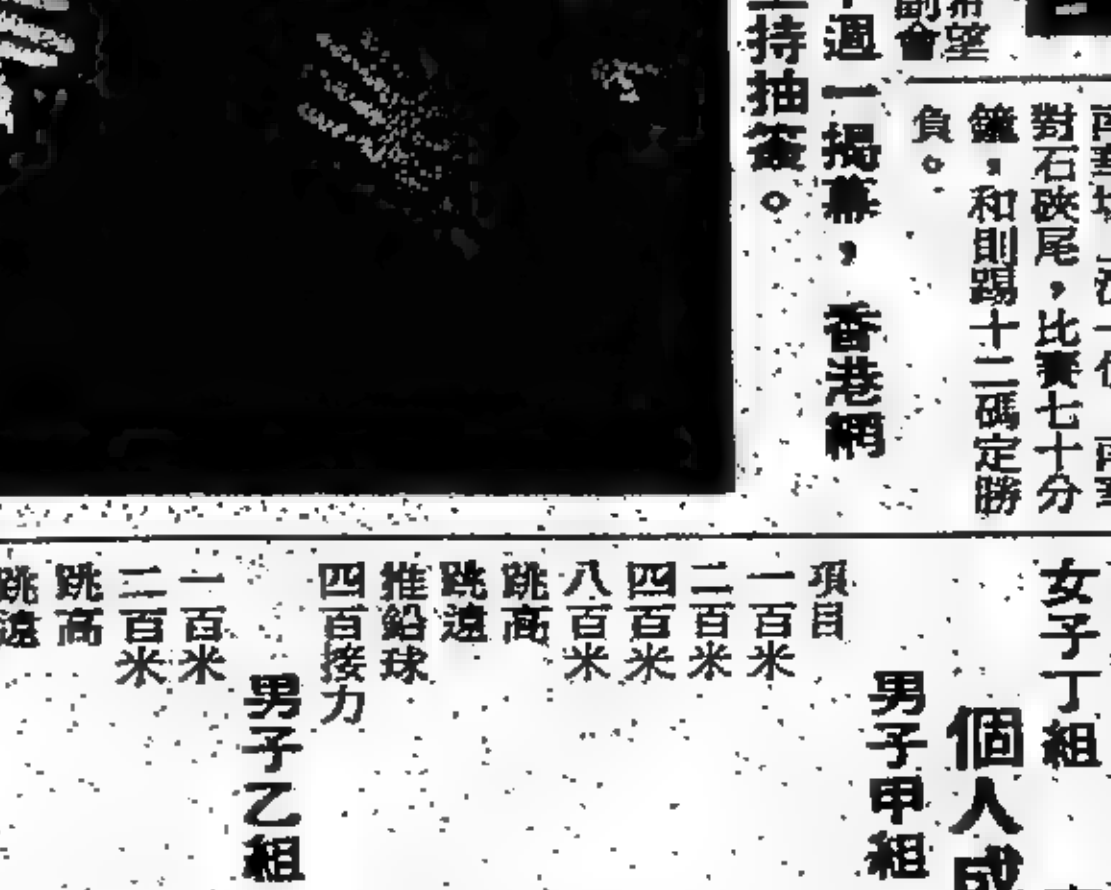 對石硤尾，比賽七十分
鐘，和則踢十二碼定勝
負。
希望
副會
週一揭幕，香港網
持抽簽。
女子丁組
個人成
男子甲組
項目
一百米
二百米
四百米
八百米
跳高
跳遠
推鉛球
四百接力
男子乙組
一百米
二百米
跳高
跳遠